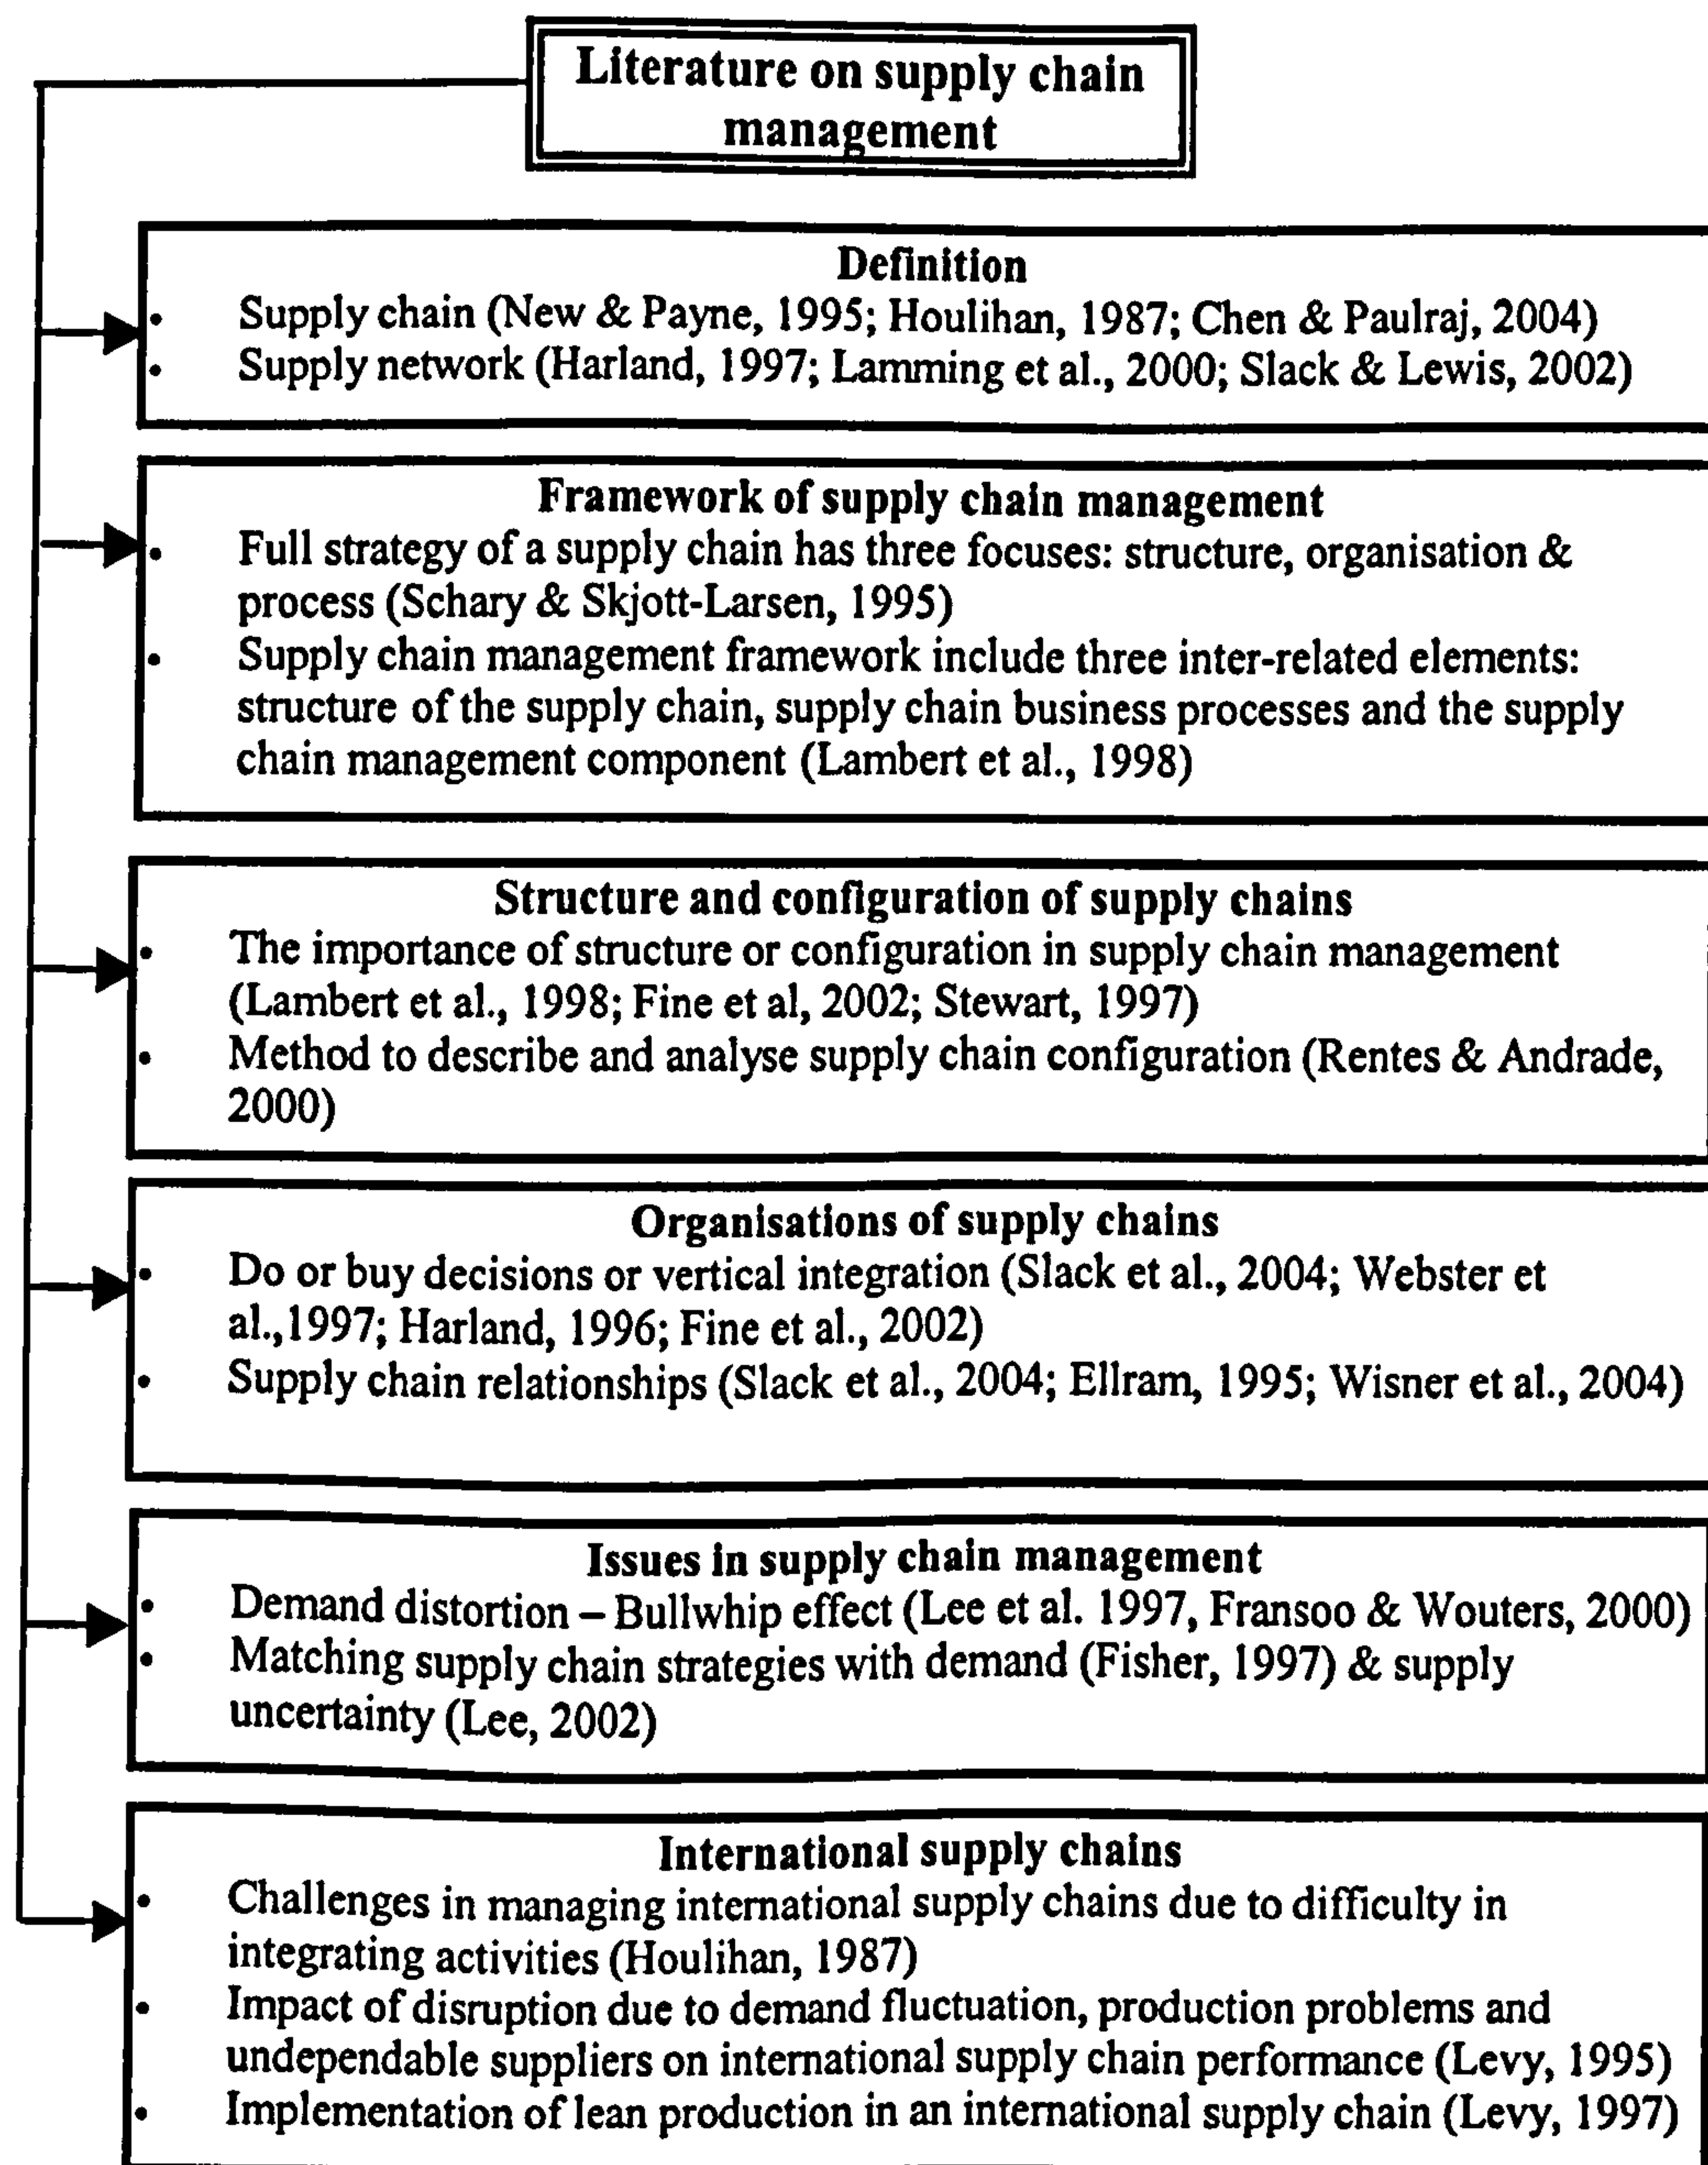 Literature on supply chain
management
Definition
• Supply chain (New & Payne, 1995; Houlihan, 1987; Chen & Paulraj, 2004)
• Supply network (Harland, 1997; Lamming et al., 2000; Slack & Lewis, 2002)
Framework of supply chain management
• Full strategy of a supply chain has three focuses: structure, organisation &
process (Schary & Skjott-Larsen, 1995)
• Supply chain management framework include three inter-related elements:
structure of the supply chain, supply chain business processes and the supply
chain management component (Lambert et al., 1998)
Structure and configuration of supply chains
• The importance of structure or configuration in supply chain management
(Lambert et al., 1998; Fine et al, 2002; Stewart, 1997)
• Method to describe and analyse supply chain configuration (Rentes & Andrade,
2000)
Organisations of supply chains
• Do or buy decisions or vertical integration (Slack et al., 2004; Webster et
al.,1997; Harland, 1996; Fine et al., 2002)
• Supply chain relationships (Slack et al., 2004; Ellram, 1995; Wisner et al., 2004)
Issues in supply chain management
• Demand distortion – Bullwhip effect (Lee et al. 1997, Fransoo & Wouters, 2000)
• Matching supply chain strategies with demand (Fisher, 1997) & supply
uncertainty (Lee, 2002)
International supply chains
• Challenges in managing international supply chains due to difficulty in
integrating activities (Houlihan, 1987)
• Impact of disruption due to demand fluctuation, production problems and
undependable suppliers on international supply chain performance (Levy, 1995)
• Implementation of lean production in an international supply chain (Levy, 1997)